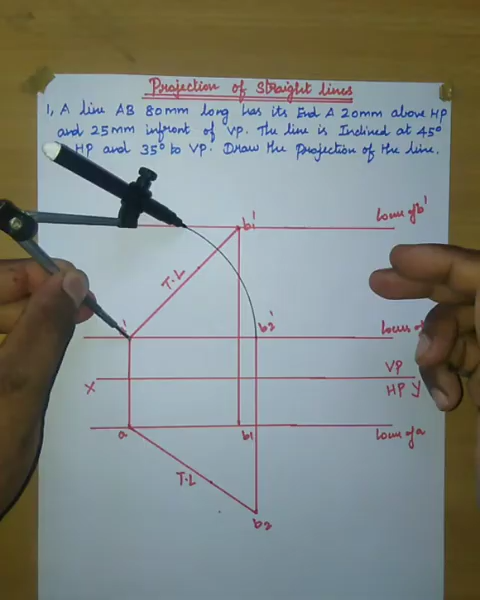 Projection of Straight lines
1, A line AB 80mm long has its End A 20mm above HP
and 25mm infront of VP. The line is Inclined at 45°
HP and 35° to VP. Draw the projection of the line.
b1' locus of b'
T.L
b2' locus of
VP
X HP Y
a b1 locus of a
T.L
b2